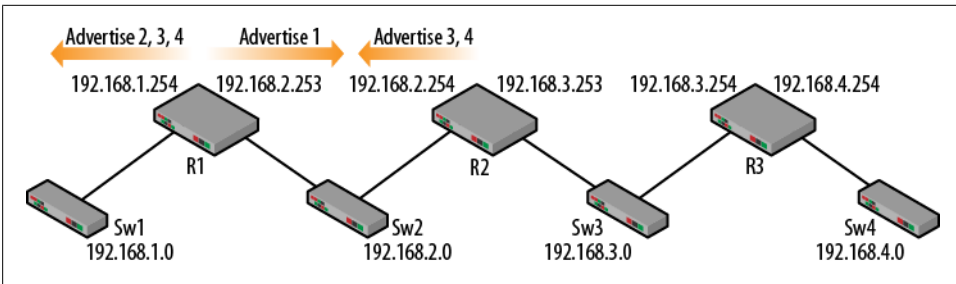 Advertise 2, 3, 4 Advertise 1 Advertise 3, 4
192.168.1.254 192.168.2.253 192.168.2.254 192.168.3.253 192.168.3.254 192.168.4.254
R1 R2 R3
Sw1 Sw2 Sw3 Sw4
192.168.1.0 192.168.2.0 192.168.3.0 192.168.4.0